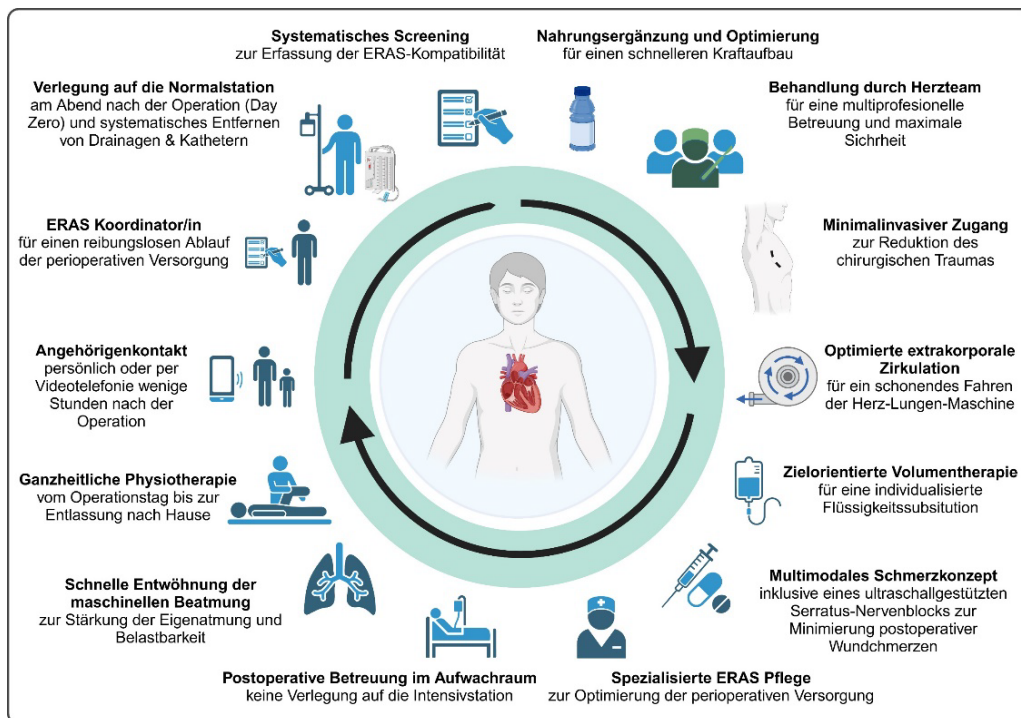 Systematisches Screening
zur Erfassung der ERAS-Kompatibilität
Nahrungsergänzung und Optimierung
für einen schnelleren Kraftaufbau
Behandlung durch Herzteam
für eine multiprofesionelle
Betreuung und maximale
Sicherheit
Minimalinvasiver Zugang
zur Reduktion des
chirurgischen Traumas
Optimierte extrakorporale
Zirkulation
für ein schonendes Fahren
der Herz-Lungen-Maschine
Zielorientierte Volumentherapie
für eine individualisierte
Flüssigkeitssubsitution
Multimodales Schmerzkonzept
inklusive eines ultraschallgestützten
Serratus-Nervenblocks zur
Minimierung postoperativer
Wundchmerzen
Spezialisierte ERAS Pflege
zur Optimierung der perioperativen Versorgung
Postoperative Betreuung im Aufwachraum
keine Verlegung auf die Intensivstation
Schnelle Entwöhnung der
maschinellen Beatmung
zur Stärkung der Eigenatmung und
Belastbarkeit
Ganzheitliche Physiotherapie
vom Operationstag bis zur
Entlassung nach Hause
Angehörigenkontakt
persönlich oder per
Videotelefonie wenige
Stunden nach der
Operation
ERAS Koordinator/in
für einen reibungslosen Ablauf
der perioperativen Versorgung
Verlegung auf die Normalstation
am Abend nach der Operation (Day
Zero) und systematisches Entfernen
von Drainagen & Kathetern